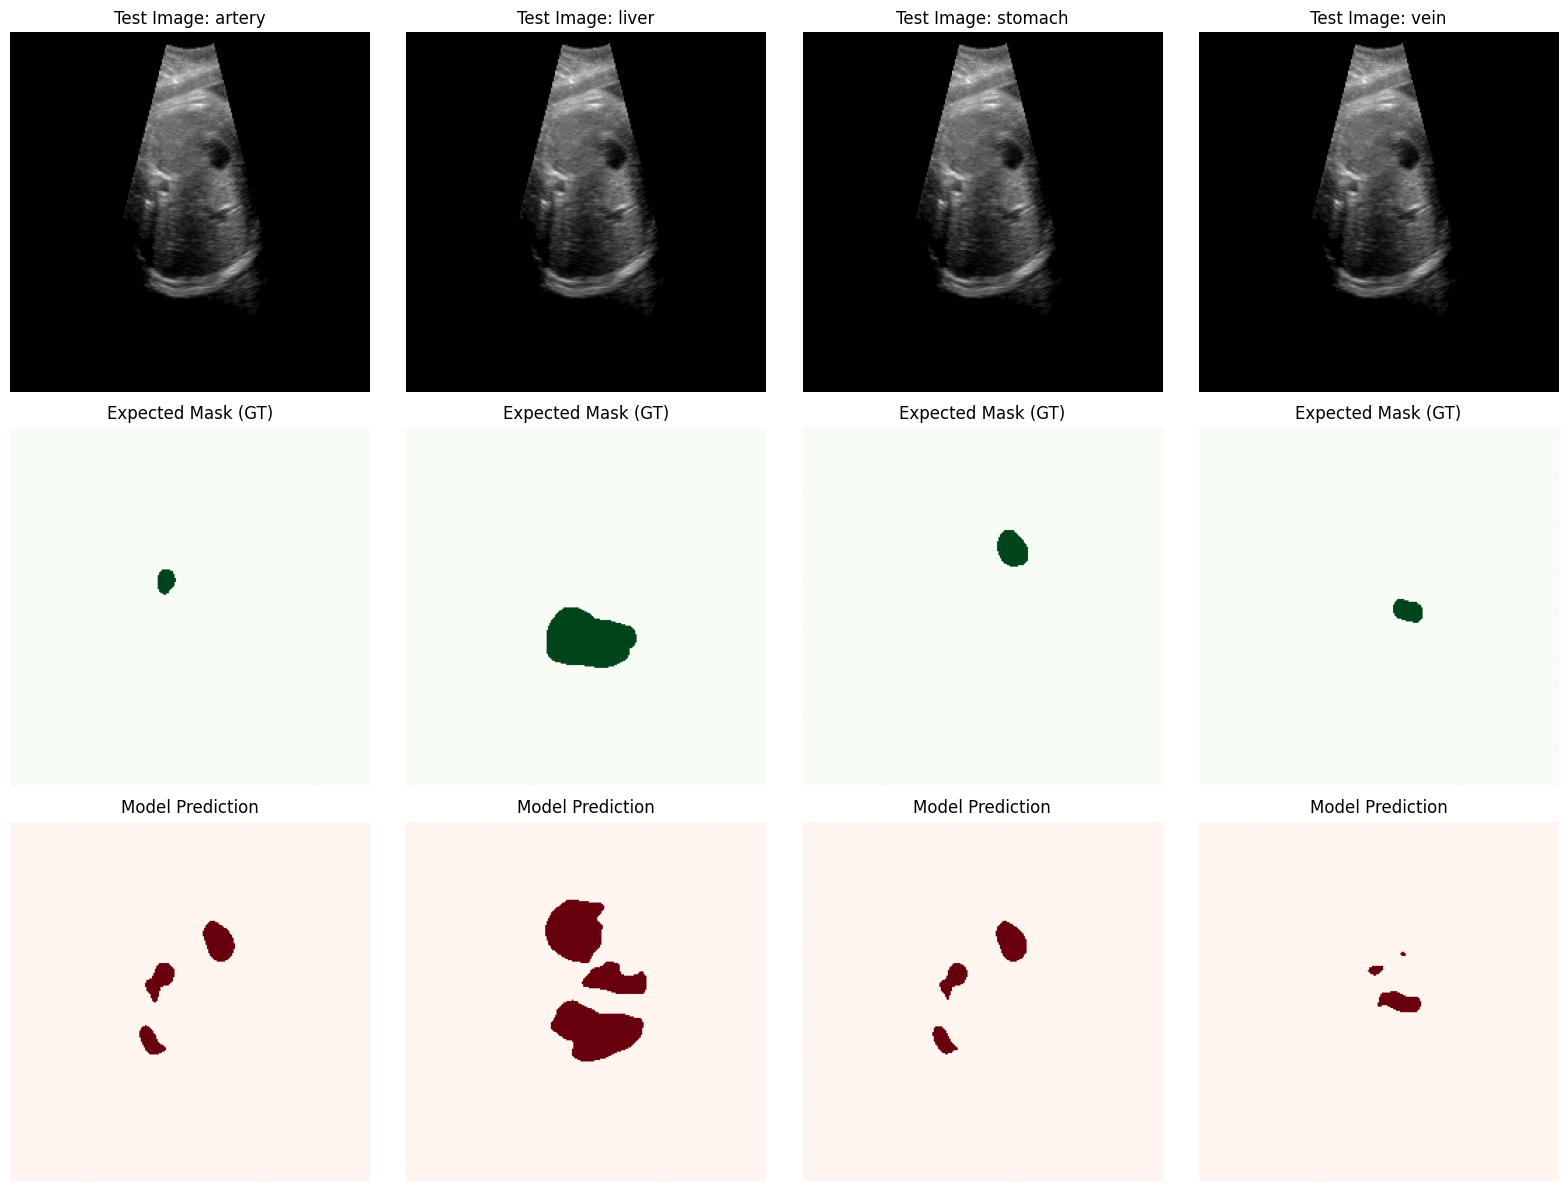 Test Image: artery
Test Image: liver
Test Image: stomach
Test Image: vein
Expected Mask (GT)
Expected Mask (GT)
Expected Mask (GT)
Expected Mask (GT)
Model Prediction
Model Prediction
Model Prediction
Model Prediction